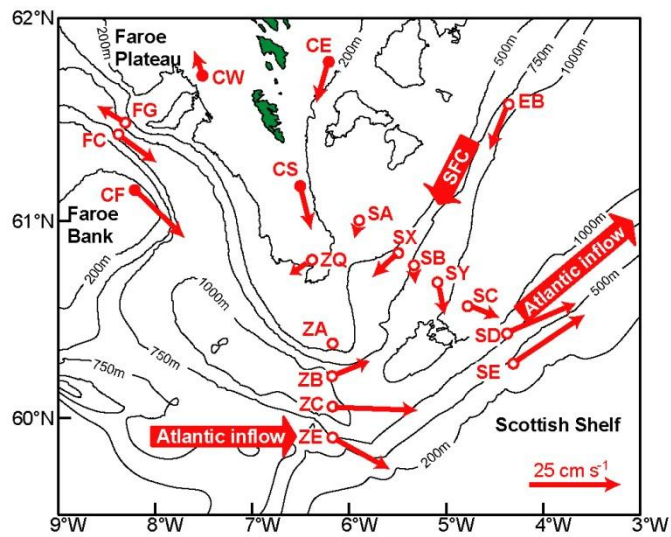 62°N
61°N
60°N
9°W
8°W
7°W
6°W
5°W
4°W
3°W
Faroe
Plateau
CW
CE
200m
500m
750m
1000m
EB
FG
FC
SFC
CS
CF
SA
Faroe
Bank
SX
SB
ZQ
SY
SC
1000m
Atlantic inflow
500m
200m
1000m
ZA
SD
SE
750m
ZB
750m
ZC
Atlantic inflow
ZE
Scottish Shelf
200m
25 cm s-1